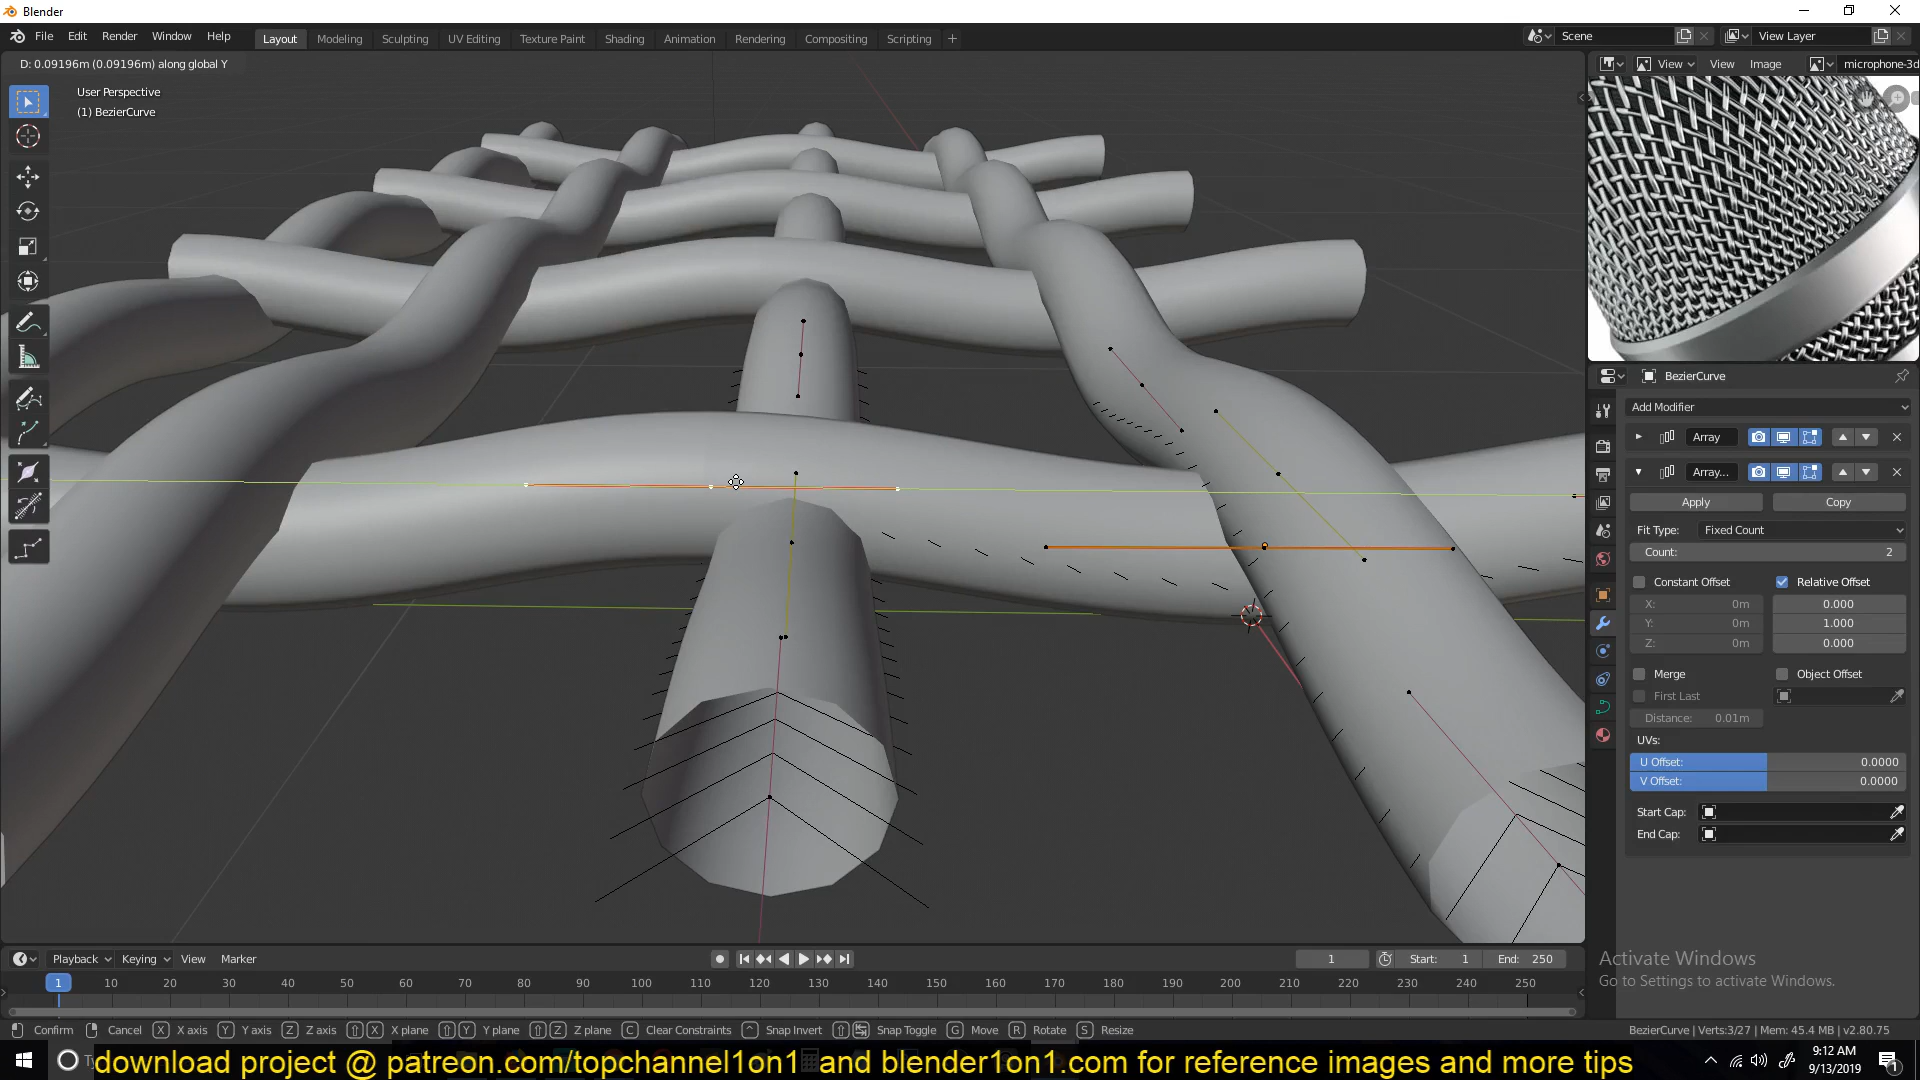 Blender
File Edit Render Window Help
Layout Modeling Sculpting UV Editing Texture Paint Shading Animation Rendering Compositing Scripting +
Scene
View Layer
D: 0.09196m (0.09196m) along global Y
View View Image microphone-3d
User Perspective
(1) BezierCurve
BezierCurve
Add Modifier
Array
Array...
Apply Copy
Fit Type: Fixed Count
Count: 2
Constant Offset Relative Offset
X: 0m 0.000
Y: 0m 1.000
Z: 0m 0.000
Merge Object Offset
First Last
Distance: 0.01m
UVs:
U Offset: 0.0000
V Offset: 0.0000
Start Cap:
End Cap:
Activate Windows
Go to Settings to activate Windows.
Playback Keying View Marker
1 Start: 1 End: 250
1 10 20 30 40 50 60 70 80 90 100 110 120 130 140 150 160 170 180 190 200 210 220 230 240 250
Confirm Cancel X X axis Y Y axis Z Z axis X X plane Y Y plane Z Z plane C Clear Constraints ^ Snap Invert Snap Toggle G Move R Rotate S Resize
BezierCurve | Verts:3/27 | Mem: 45.4 MB | v2.80.75
download project @ patreon.com/topchannel1on1 and blender1on1.com for reference images and more tips
9:12 AM
9/13/2019
1